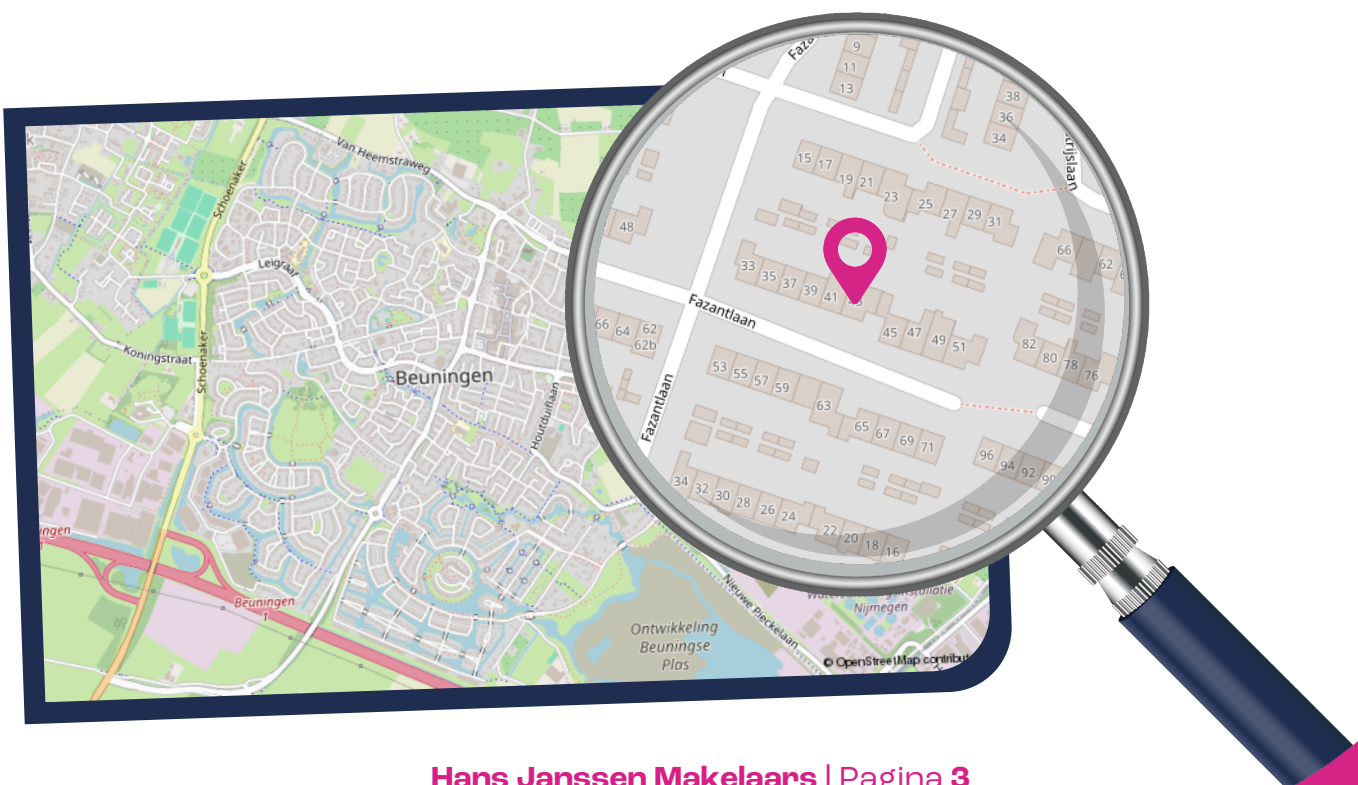 Van Heemstraweg
Schoenaker
Leigraaf
Koningstraat
Schoenaker
Beuningen
Houtduiflaan
Beuningen
1
Ontwikkeling
Beuningse
Plas
Nieuwe Pieckelaan
Nijmegen
© OpenStreetMap contribut
9
11
13
38
36
34
15 17 19 21 23 25 27 29 31
48
66 62
33 35 37 39 41
45 47 49 51
Fazantlaan
66 64 62
62b
82 80 78 76
53 55 57 59 63 65 67 69 71
Fazantlaan
96 94 92 90
34 32 30 28 26 24 22 20 18 16
Hans Janssen Makelaars | Pagina 3